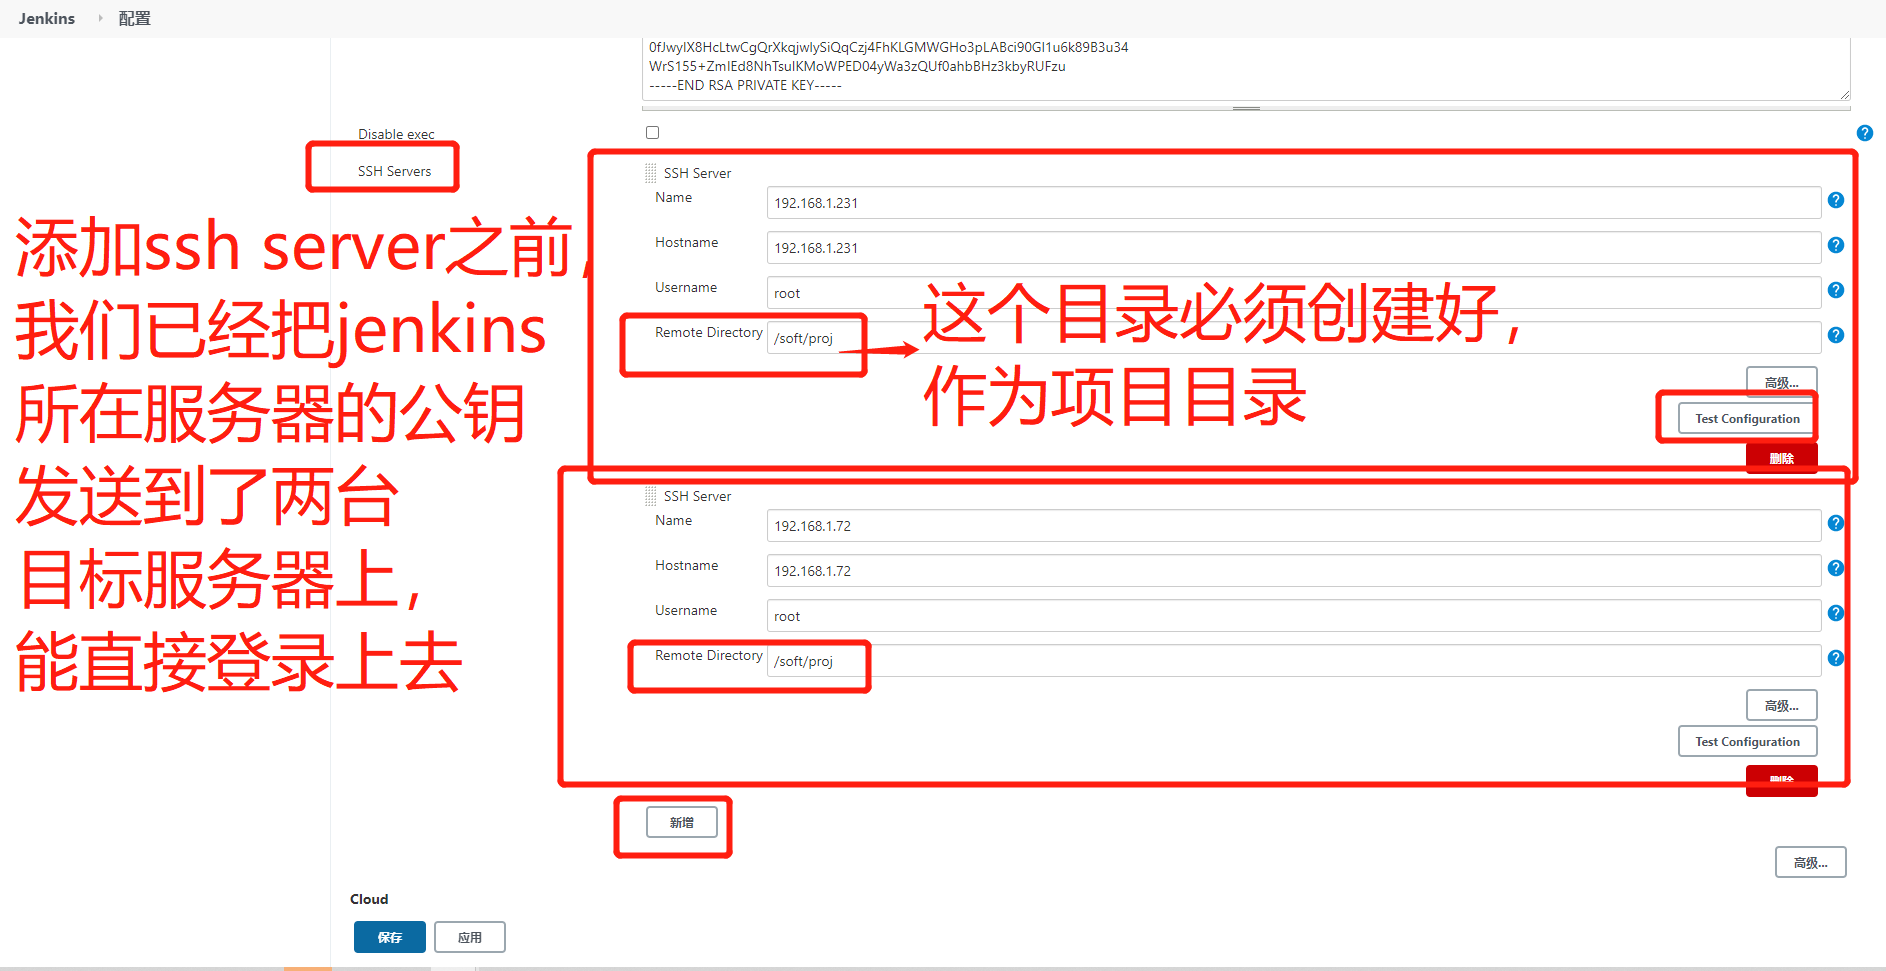 Jenkins 配置
0fJwyIX8HcLtwCgQrXkqjwIySiQqCzj4FhKLGMWGHo3pLABci90Gl1u6k89B3u34
WrS155+ZmIEd8NhTsulKMoWPED04yWa3zQUf0ahbBHz3kbyRUFzu
-----END RSA PRIVATE KEY-----
Disable exec
SSH Servers
SSH Server
Name 192.168.1.231
Hostname 192.168.1.231
Username root
Remote Directory /soft/proj
高级...
Test Configuration
删除
添加ssh server之前,
我们已经把jenkins
所在服务器的公钥
发送到了两台
目标服务器上,
能直接登录上去
这个目录必须创建好,
作为项目目录
SSH Server
Name 192.168.1.72
Hostname 192.168.1.72
Username root
Remote Directory /soft/proj
高级...
Test Configuration
删除
新增
高级...
Cloud
保存 应用